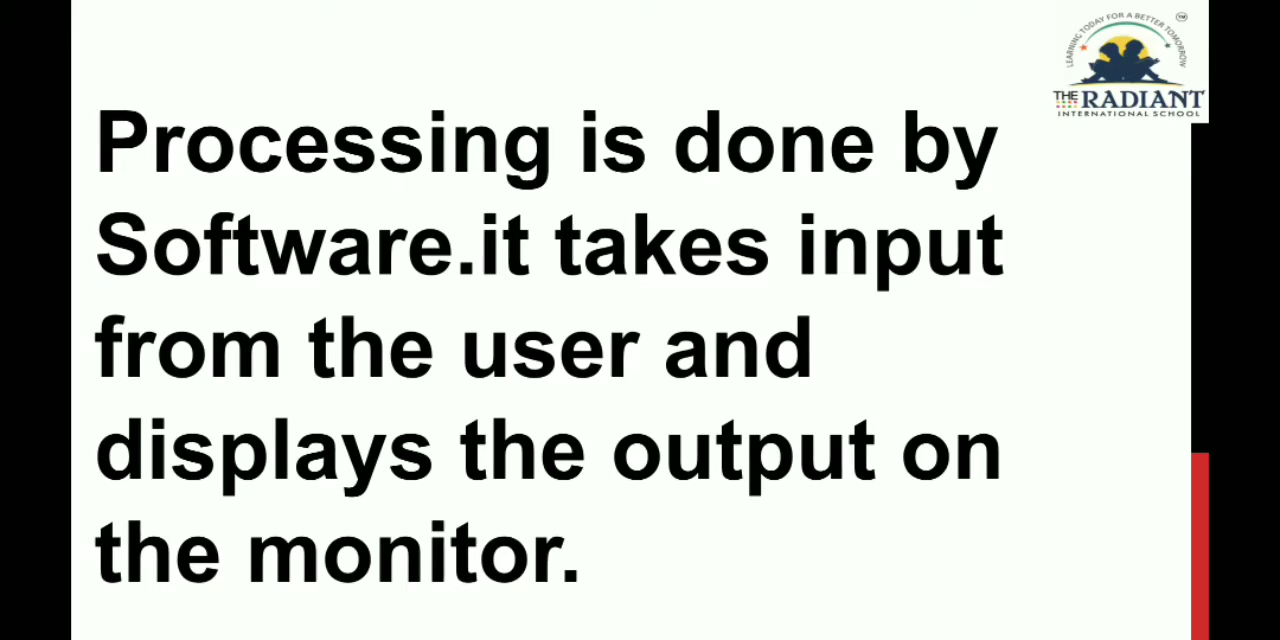 LEARNING TODAY FOR A BETTER TOMORROW
TM
THE RADIANT
INTERNATIONAL SCHOOL
Processing is done by
Software.it takes input
from the user and
displays the output on
the monitor.